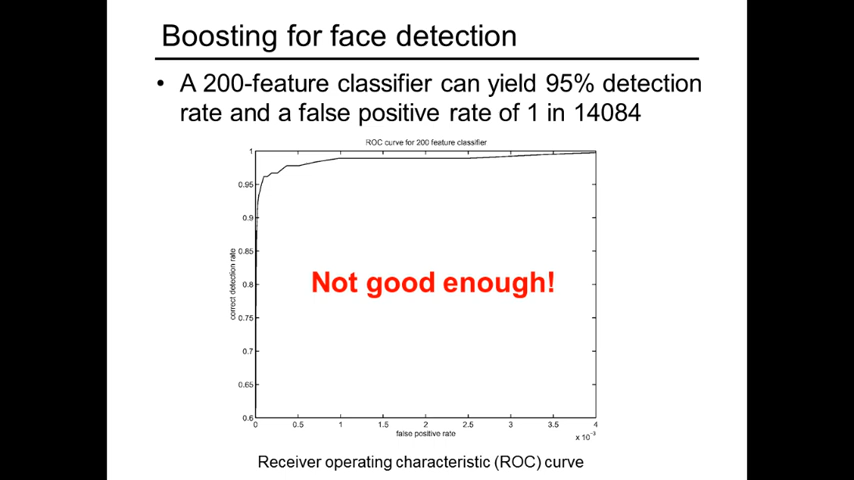 Boosting for face detection
• A 200-feature classifier can yield 95% detection
rate and a false positive rate of 1 in 14084
ROC curve for 200 feature classifier
1
0.95
0.9
0.85
0.8
0.75
0.7
0.65
0.6
correct detection rate
Not good enough!
0 0.5 1 1.5 2 2.5 3 3.5 4
false positive rate
x 10⁻³
Receiver operating characteristic (ROC) curve